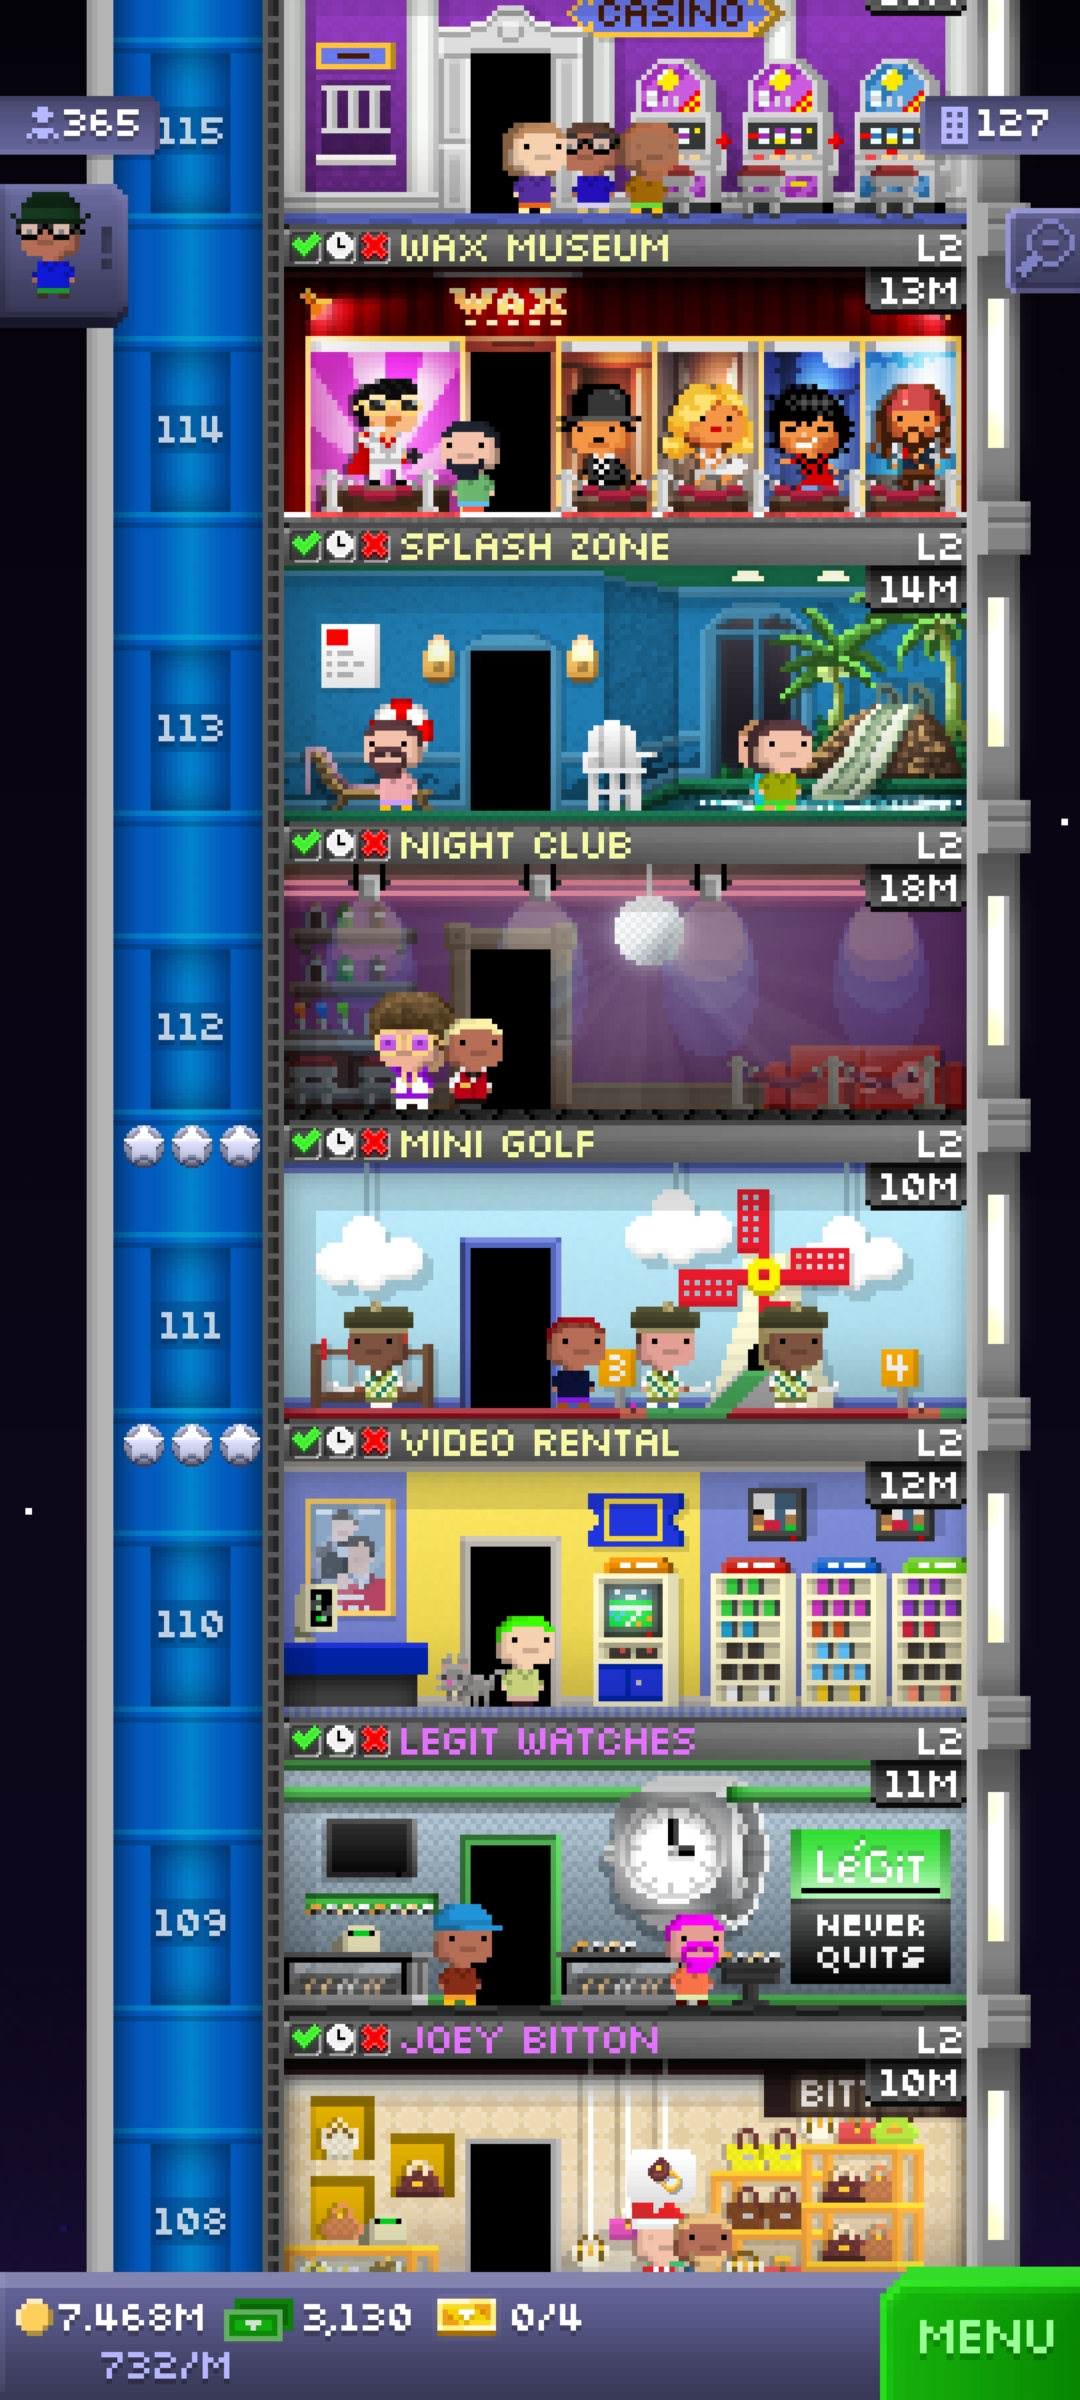 CASINO
365
115
127
WAX MUSEUM L2
13M
WAX
114
SPLASH ZONE L2
14M
113
NIGHT CLUB L2
18M
112
MINI GOLF L2
10M
111
3
4
VIDEO RENTAL L2
12M
110
LEGIT WATCHES L2
11M
LéGiT
NEVER
QUITS
109
JOEY BITTON L2
10M
BIT
108
7.468M 3,130 0/4
732/M
MENU